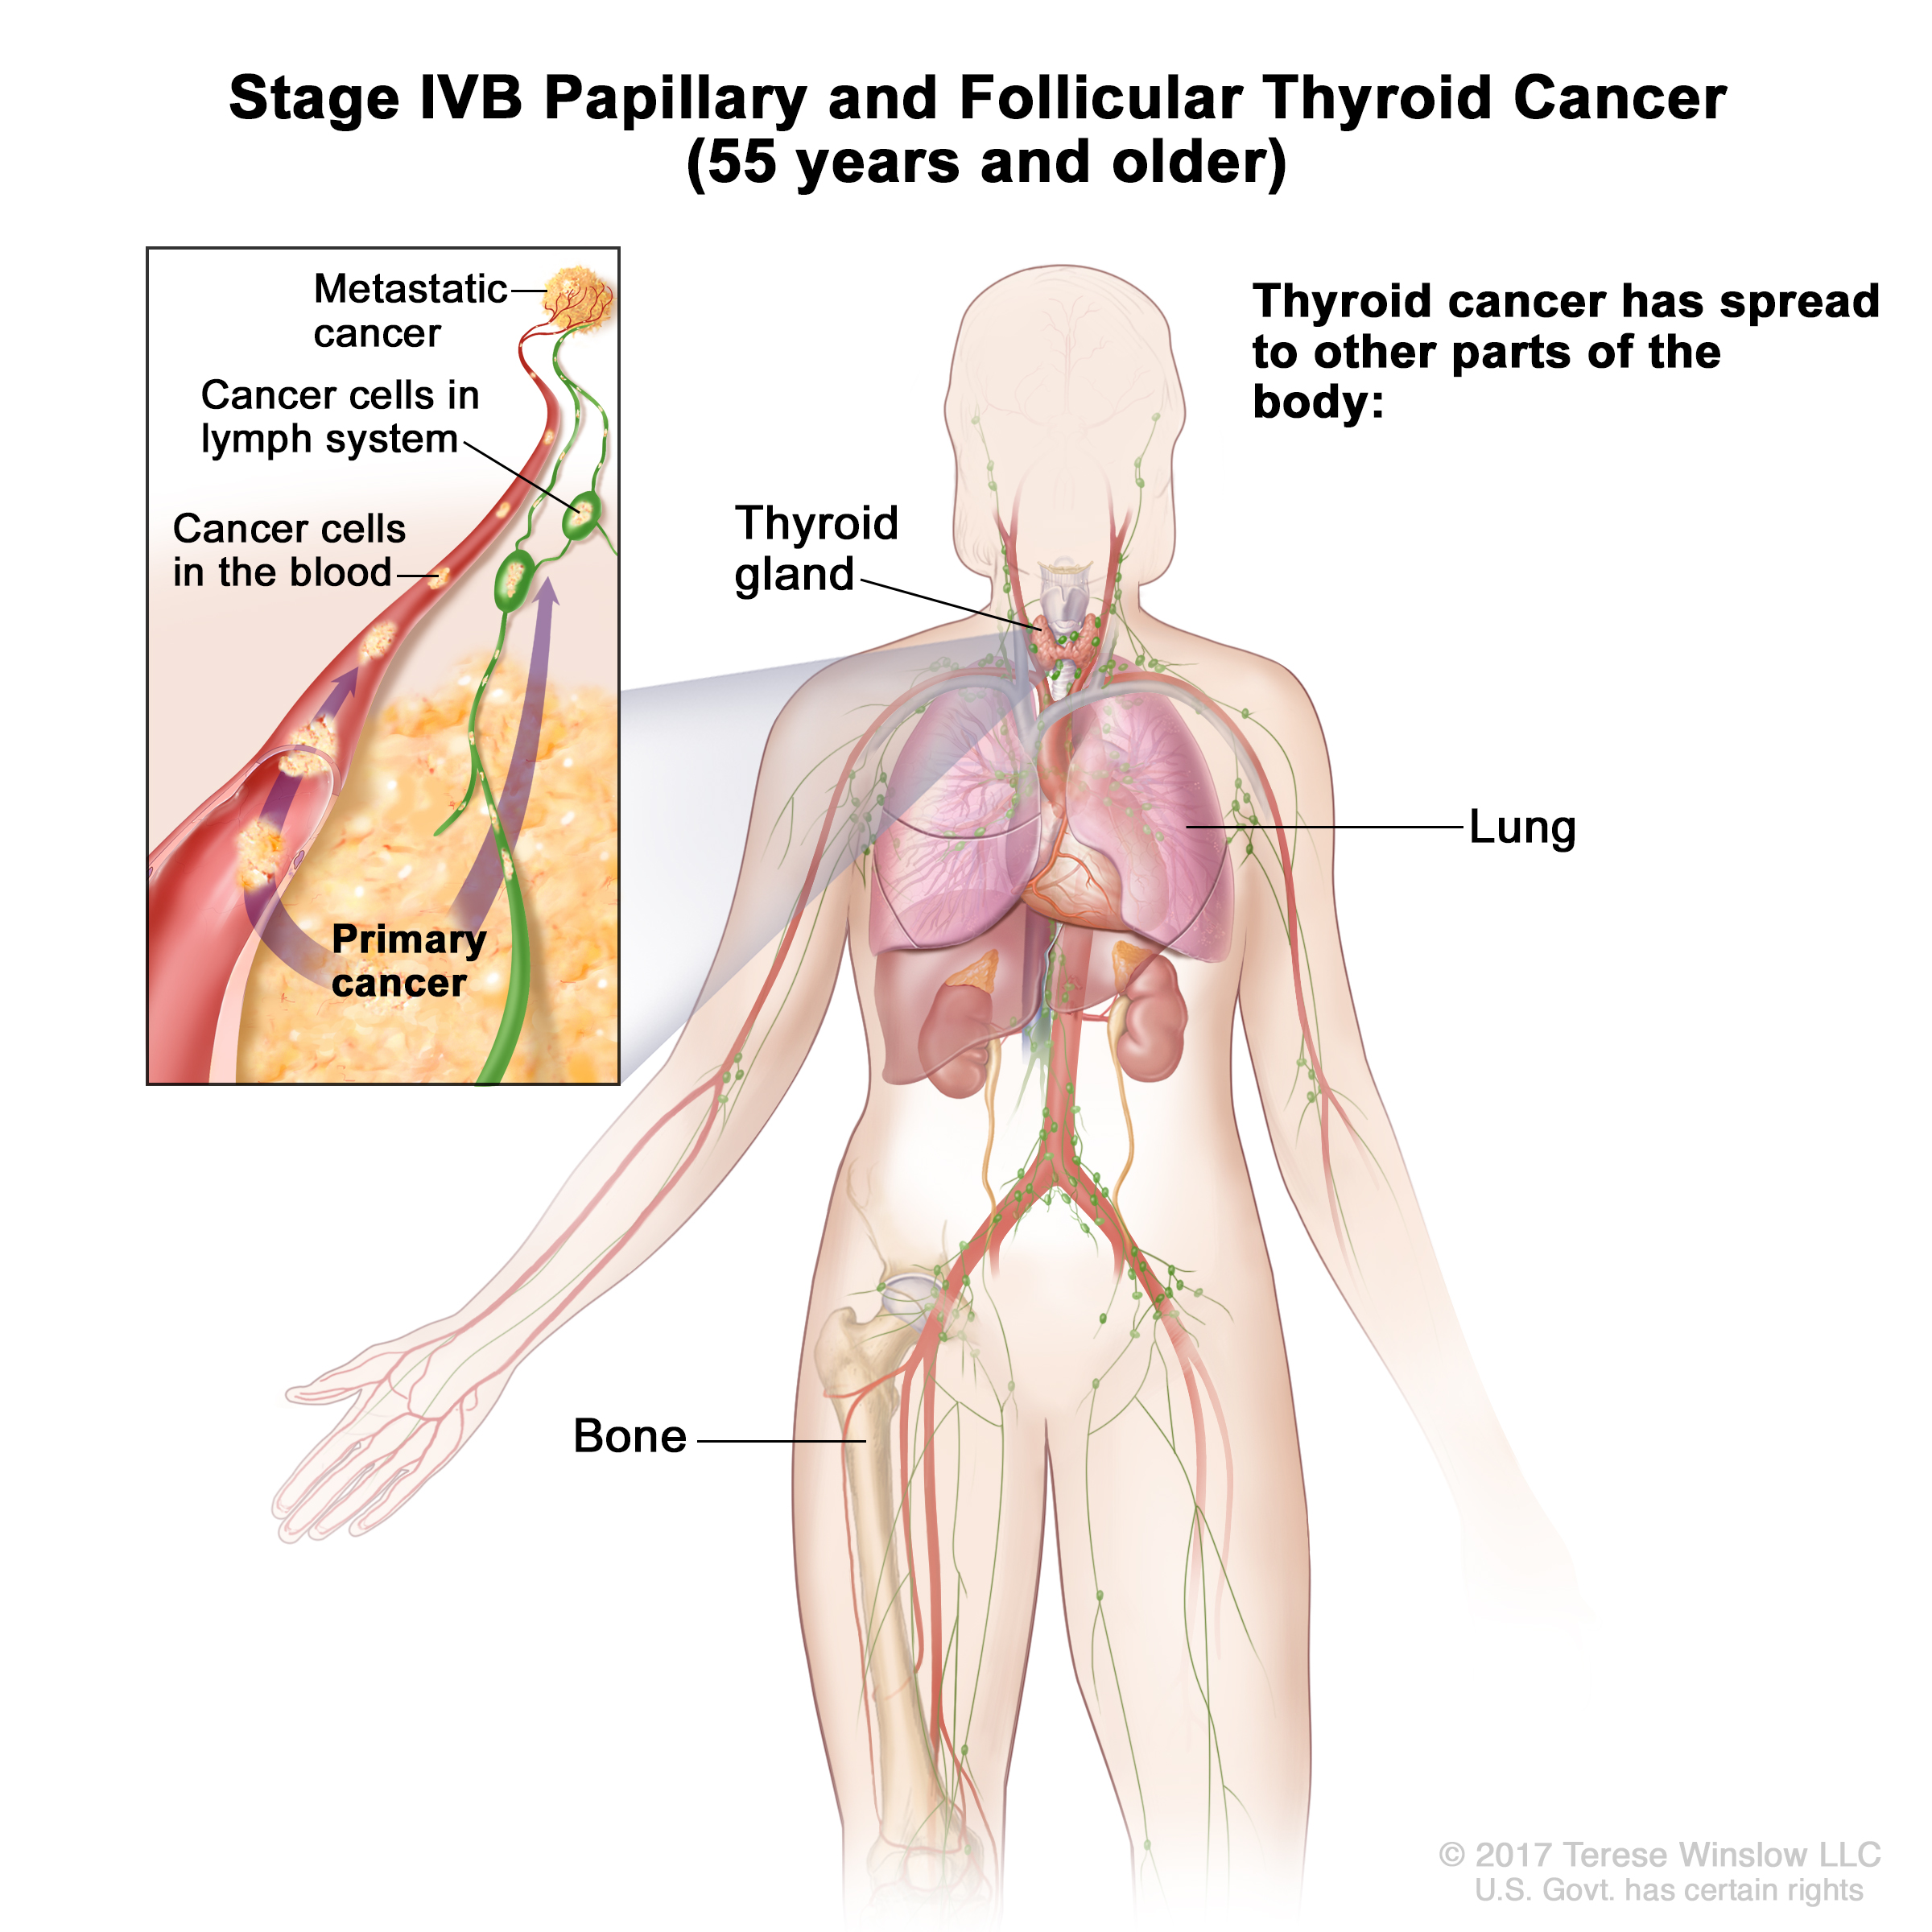 Stage IVB Papillary and Follicular Thyroid Cancer
(55 years and older)
Metastatic
cancer
Cancer cells in
lymph system
Cancer cells
in the blood
Primary
cancer
Thyroid cancer has spread
to other parts of the
body:
Thyroid
gland
Lung
Bone
© 2017 Terese Winslow LLC
U.S. Govt. has certain rights